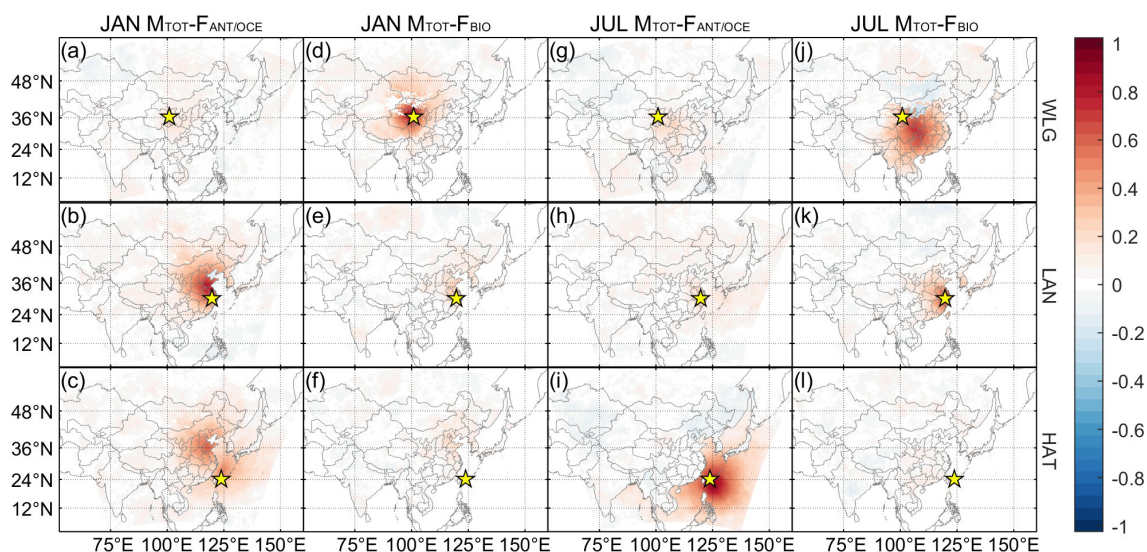 JAN MTOT-FANT/OCE JAN MTOT-FBIO JUL MTOT-FANT/OCE JUL MTOT-FBIO
(a) (d) (g) (j)
48°N
36°N
24°N
12°N
WLG
(b) (e) (h) (k)
48°N
36°N
24°N
12°N
LAN
(c) (f) (i) (l)
48°N
36°N
24°N
12°N
HAT
75°E 100°E 125°E 150°E 75°E 100°E 125°E 150°E 75°E 100°E 125°E 150°E 75°E 100°E 125°E 150°E
1
0.8
0.6
0.4
0.2
0
-0.2
-0.4
-0.6
-0.8
-1